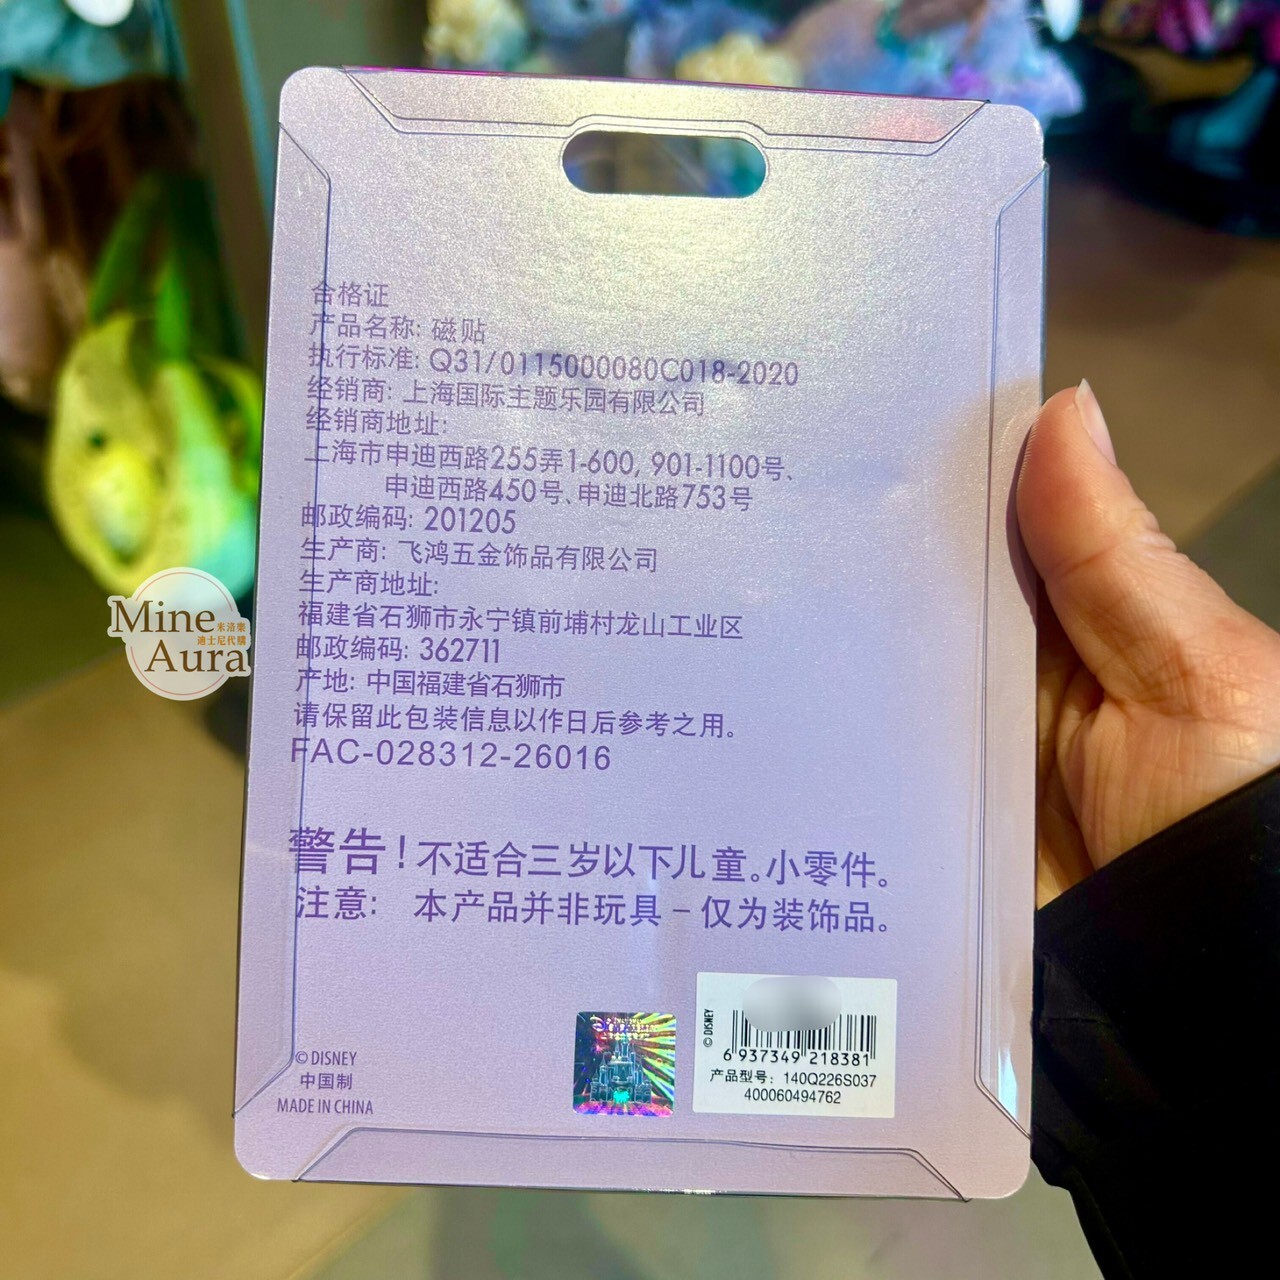 合格证
产品名称: 磁贴
执行标准: Q31/0115000080C018-2020
经销商: 上海国际主题乐园有限公司
经销商地址:
上海市申迪西路255弄1-600, 901-1100号、
申迪西路450号、申迪北路753号
邮政编码: 201205
生产商: 飞鸿五金饰品有限公司
生产商地址:
福建省石狮市永宁镇前埔村龙山工业区
邮政编码: 362711
产地: 中国福建省石狮市
请保留此包装信息以作日后参考之用。
FAC-028312-26016
警告！不适合三岁以下儿童。小零件。
注意: 本产品并非玩具－仅为装饰品。
© DISNEY
中国制
MADE IN CHINA
© DISNEY
6 937349 218381
产品型号: 140Q226S037
400060494762
Mine
米洛熙
迪士尼代購
Aura